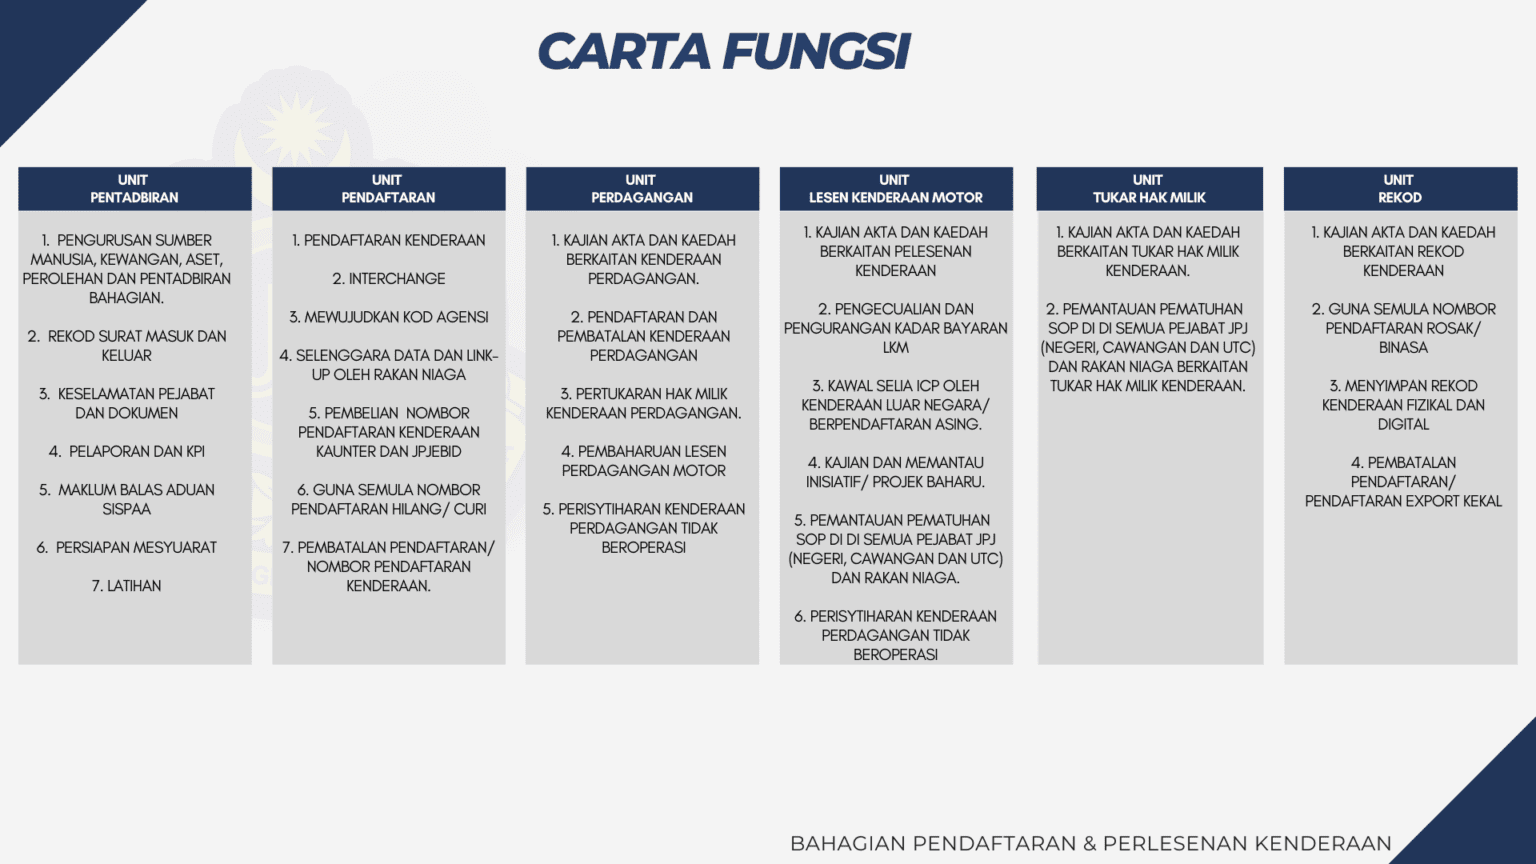 CARTA FUNGSI
UNIT
PENTADBIRAN
1. PENGURUSAN SUMBER
MANUSIA, KEWANGAN, ASET,
PEROLEHAN DAN PENTADBIRAN
BAHAGIAN.
2. REKOD SURAT MASUK DAN
KELUAR
3. KESELAMATAN PEJABAT
DAN DOKUMEN
4. PELAPORAN DAN KPI
5. MAKLUM BALAS ADUAN
SISPAA
6. PERSIAPAN MESYUARAT
7. LATIHAN
UNIT
PENDAFTARAN
1. PENDAFTARAN KENDERAAN
2. INTERCHANGE
3. MEWUJUDKAN KOD AGENSI
4. SELENGGARA DATA DAN LINK-
UP OLEH RAKAN NIAGA
5. PEMBELIAN NOMBOR
PENDAFTARAN KENDERAAN
KAUNTER DAN JPJEBID
6. GUNA SEMULA NOMBOR
PENDAFTARAN HILANG/ CURI
7. PEMBATALAN PENDAFTARAN/
NOMBOR PENDAFTARAN
KENDERAAN.
UNIT
PERDAGANGAN
1. KAJIAN AKTA DAN KAEDAH
BERKAITAN KENDERAAN
PERDAGANGAN.
2. PENDAFTARAN DAN
PEMBATALAN KENDERAAN
PERDAGANGAN
3. PERTUKARAN HAK MILIK
KENDERAAN PERDAGANGAN.
4. PEMBAHARUAN LESEN
PERDAGANGAN MOTOR
5. PERISYTIHARAN KENDERAAN
PERDAGANGAN TIDAK
BEROPERASI
UNIT
LESEN KENDERAAN MOTOR
1. KAJIAN AKTA DAN KAEDAH
BERKAITAN PELESENAN
KENDERAAN
2. PENGECUALIAN DAN
PENGURANGAN KADAR BAYARAN
LKM
3. KAWAL SELIA ICP OLEH
KENDERAAN LUAR NEGARA/
BERPENDAFTARAN ASING.
4. KAJIAN DAN MEMANTAU
INISIATIF/ PROJEK BAHARU.
5. PEMANTAUAN PEMATUHAN
SOP DI DI SEMUA PEJABAT JPJ
(NEGERI, CAWANGAN DAN UTC)
DAN RAKAN NIAGA.
6. PERISYTIHARAN KENDERAAN
PERDAGANGAN TIDAK
BEROPERASI
UNIT
TUKAR HAK MILIK
1. KAJIAN AKTA DAN KAEDAH
BERKAITAN TUKAR HAK MILIK
KENDERAAN.
2. PEMANTAUAN PEMATUHAN
SOP DI DI SEMUA PEJABAT JPJ
(NEGERI, CAWANGAN DAN UTC)
DAN RAKAN NIAGA BERKAITAN
TUKAR HAK MILIK KENDERAAN.
UNIT
REKOD
1. KAJIAN AKTA DAN KAEDAH
BERKAITAN REKOD
KENDERAAN
2. GUNA SEMULA NOMBOR
PENDAFTARAN ROSAK/
BINASA
3. MENYIMPAN REKOD
KENDERAAN FIZIKAL DAN
DIGITAL
4. PEMBATALAN
PENDAFTARAN/
PENDAFTARAN EXPORT KEKAL
BAHAGIAN PENDAFTARAN & PERLESENAN KENDERAAN